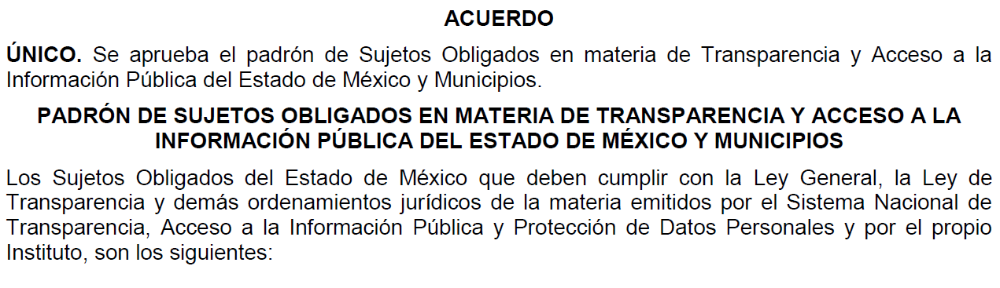 ACUERDO
ÚNICO. Se aprueba el padrón de Sujetos Obligados en materia de Transparencia y Acceso a la
Información Pública del Estado de México y Municipios.
PADRÓN DE SUJETOS OBLIGADOS EN MATERIA DE TRANSPARENCIA Y ACCESO A LA
INFORMACIÓN PÚBLICA DEL ESTADO DE MÉXICO Y MUNICIPIOS
Los Sujetos Obligados del Estado de México que deben cumplir con la Ley General, la Ley de
Transparencia y demás ordenamientos jurídicos de la materia emitidos por el Sistema Nacional de
Transparencia, Acceso a la Información Pública y Protección de Datos Personales y por el propio
Instituto, son los siguientes: